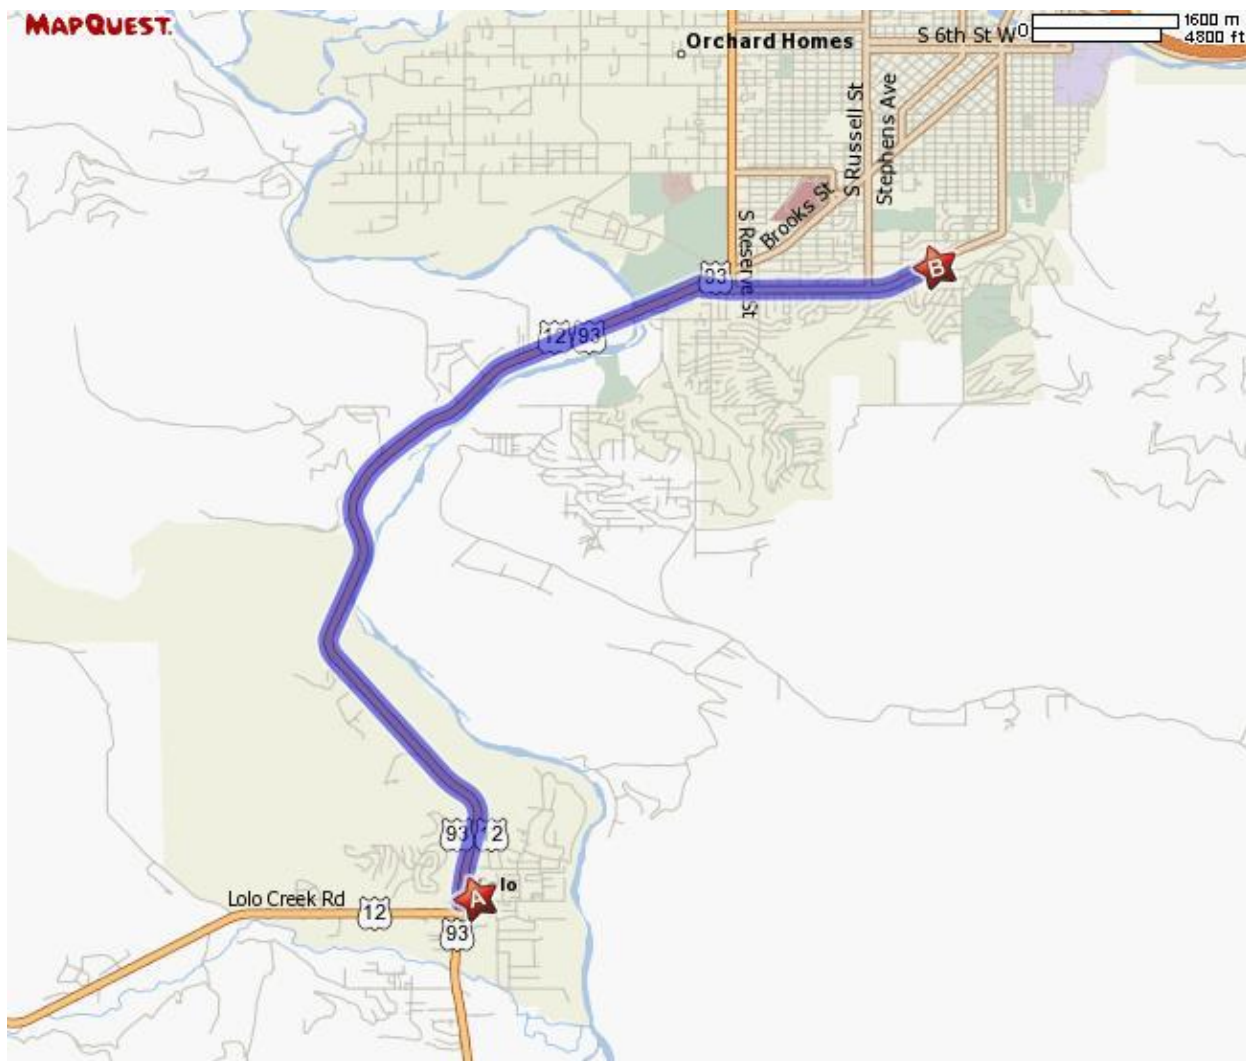 MAPQUEST.
1600 m
0
4800 ft
S 6th St W
Orchard Homes
S Russell St
Stephens Ave
Brooks St
S Reserve St
93
B
12 93
93 12
lo
A
Lolo Creek Rd
12
93